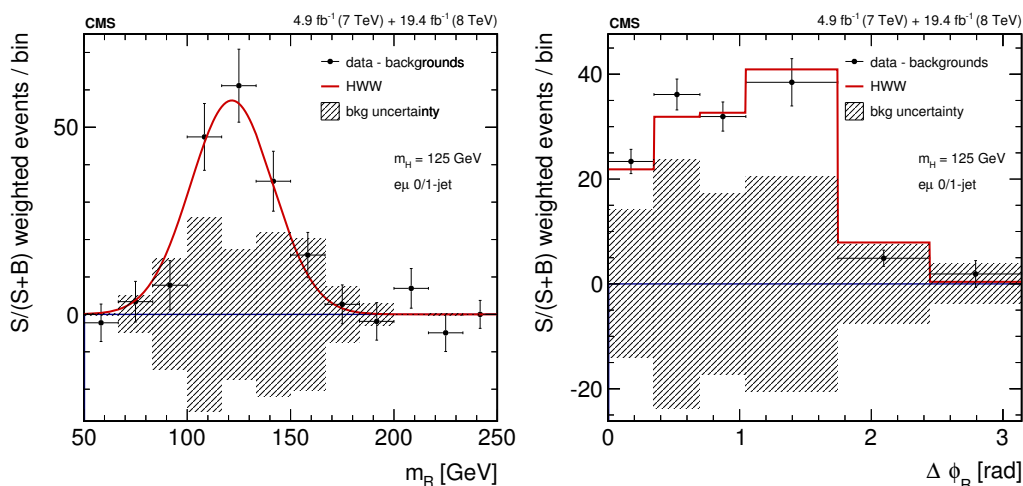 CMS 4.9 fb⁻¹ (7 TeV) + 19.4 fb⁻¹ (8 TeV)
S/(S+B) weighted events / bin
data - backgrounds
HWW
bkg uncertainty
m_H = 125 GeV
eμ 0/1-jet
50
0
50 100 150 200 250
m_R [GeV]
CMS 4.9 fb⁻¹ (7 TeV) + 19.4 fb⁻¹ (8 TeV)
S/(S+B) weighted events / bin
data - backgrounds
HWW
bkg uncertainty
m_H = 125 GeV
eμ 0/1-jet
40
20
0
-20
0 1 2 3
Δ ϕ_R [rad]